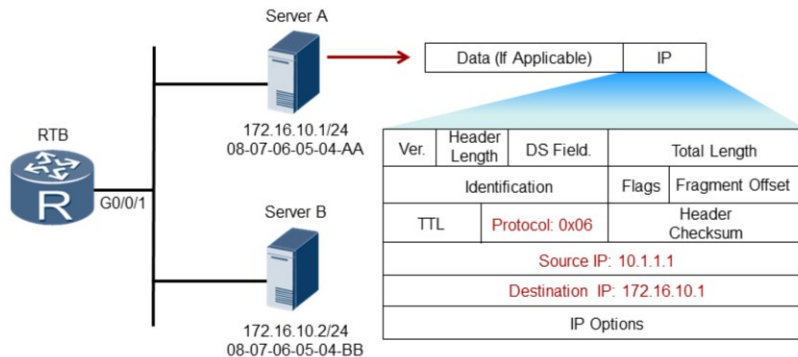 Server A
Data (If Applicable)
IP
172.16.10.1/24
08-07-06-05-04-AA
RTB
R
G0/0/1
Server B
172.16.10.2/24
08-07-06-05-04-BB
Ver.
Header
Length
DS Field.
Total Length
Identification
Flags
Fragment Offset
TTL
Protocol: 0x06
Header
Checksum
Source IP: 10.1.1.1
Destination IP: 172.16.10.1
IP Options